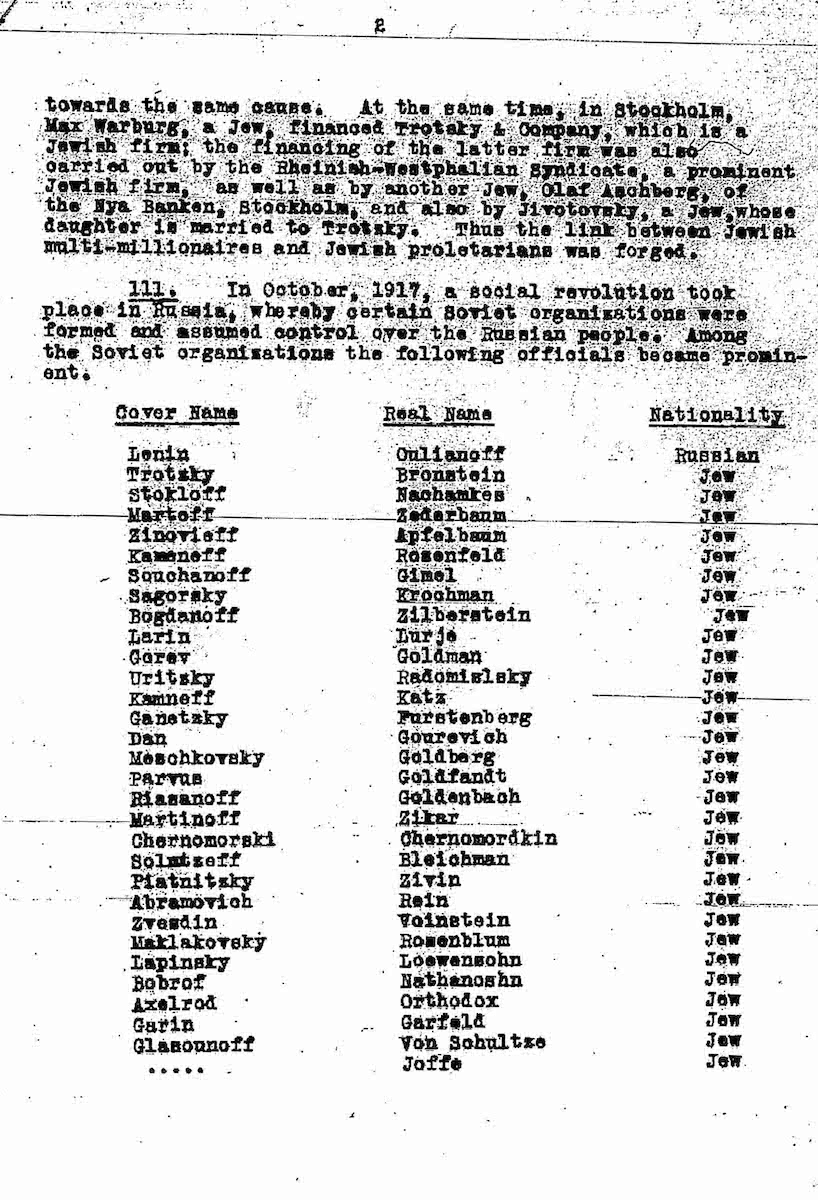 2
towards the same cause. At the same time, in Stockholm,
Max Warburg, a Jew, financed Trotsky & Company, which is a
Jewish firm; the financing of the latter firm was also
carried out by the Rheinish-Westphalian Syndicate, a prominent
Jewish firm, as well as by another Jew, Olaf Aschberg, of
the Nya Banken, Stockholm, and also by Jivotovsky, a Jew, whose
daughter is married to Trotsky. Thus the link between Jewish
multi-millionaires and Jewish proletarians was forged.
111. In October, 1917, a social revolution took
place in Russia, whereby certain Soviet organizations were
formed and assumed control over the Russian people. Among
the Soviet organizations the following officials became promin-
ent.
Cover Name Real Name Nationality
Lenin Oulianoff Russian
Trotsky Bronstein Jew
Stokloff Nachamkes Jew
Martoff Zederbaum Jew
Zinovieff Apfelbaum Jew
Kameneff Rosenfeld Jew
Souchanoff Gimel Jew
Sagorsky Krochman Jew
Bogdanoff Zilberstein Jew
Larin Lurje Jew
Gorev Goldman Jew
Uritsky Radomislsky Jew
Kamneff Katz Jew
Ganetzky Furstenberg Jew
Dan Gourevich Jew
Meschkovsky Goldberg Jew
Parvus Goldfandt Jew
Riasanoff Goldenbach Jew
Martinoff Zikar Jew
Chernomorski Chernomordkin Jew
Solntzeff Bleichman Jew
Piatnitzky Zivin Jew
Abramovich Rein Jew
Zvesdin Voinstein Jew
Maklakovsky Rosenblum Jew
Lapinsky Loewensohn Jew
Bobrof Nathanoshn Jew
Axelrod Orthodox Jew
Garin Garfeld Jew
Glasounoff Von Schultze Jew
..... Joffe Jew